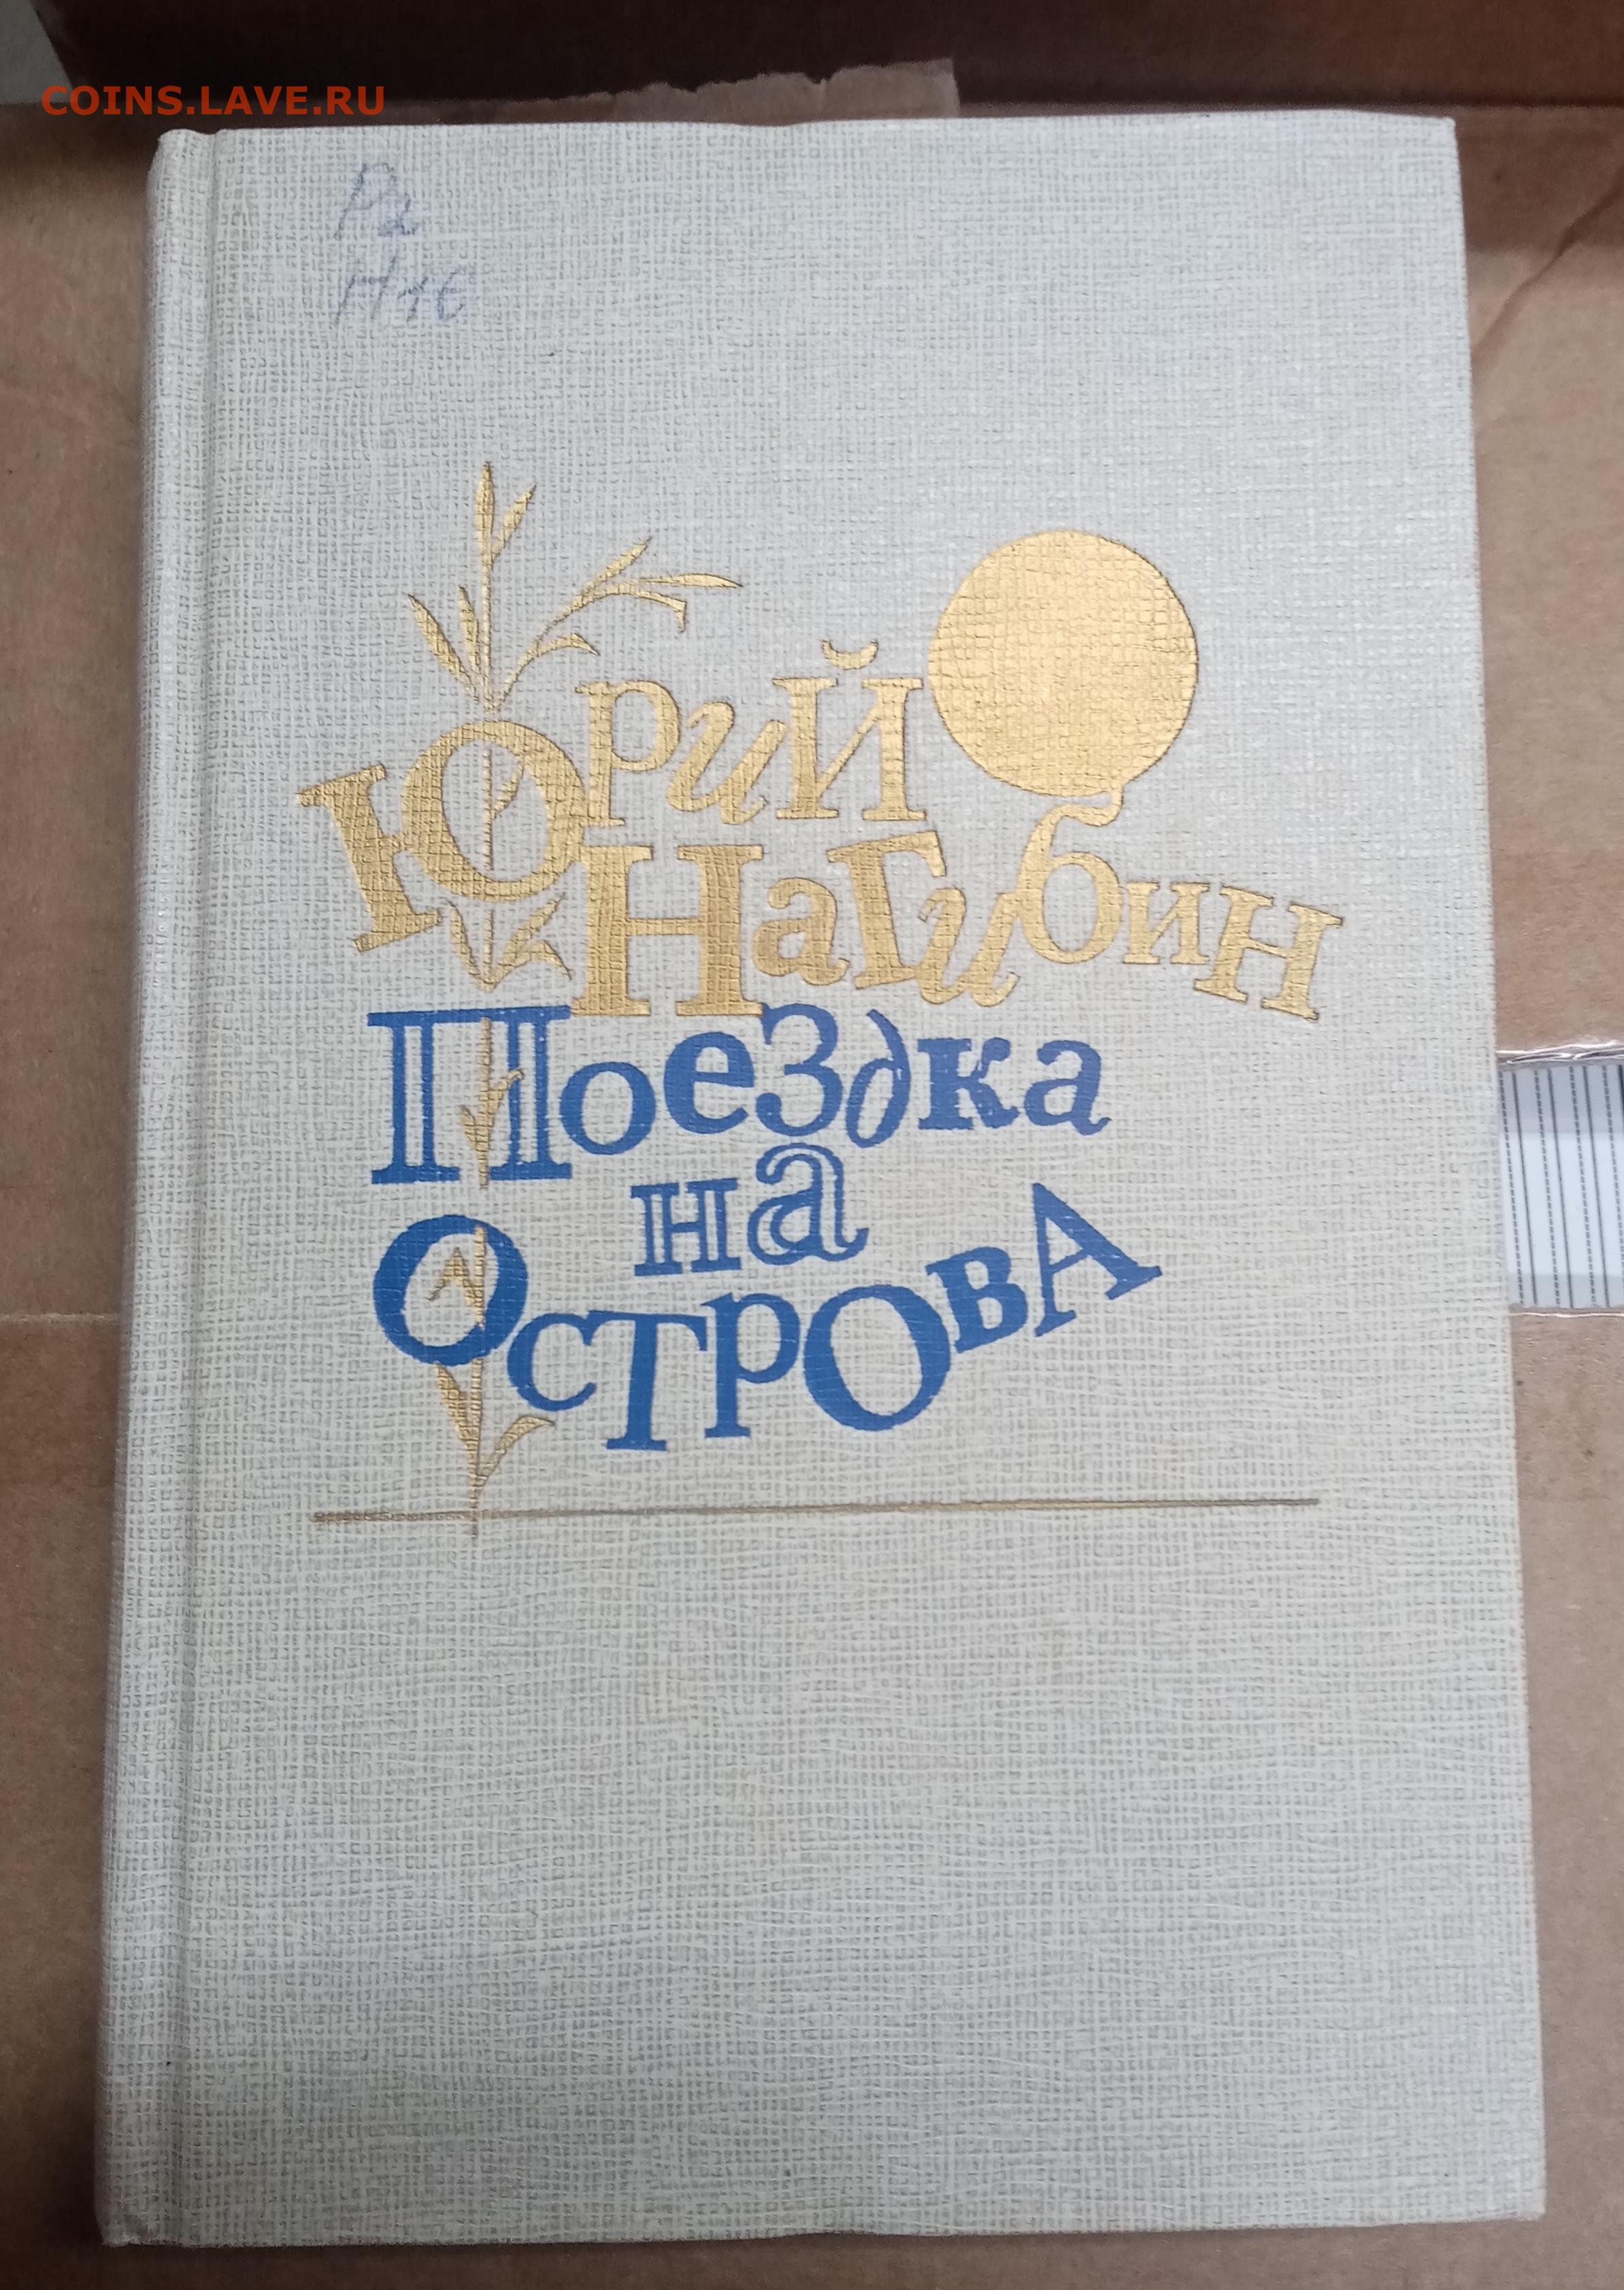 COINS.LAVE.RU
Юрий
Нагибин
Поездка
на
Острова